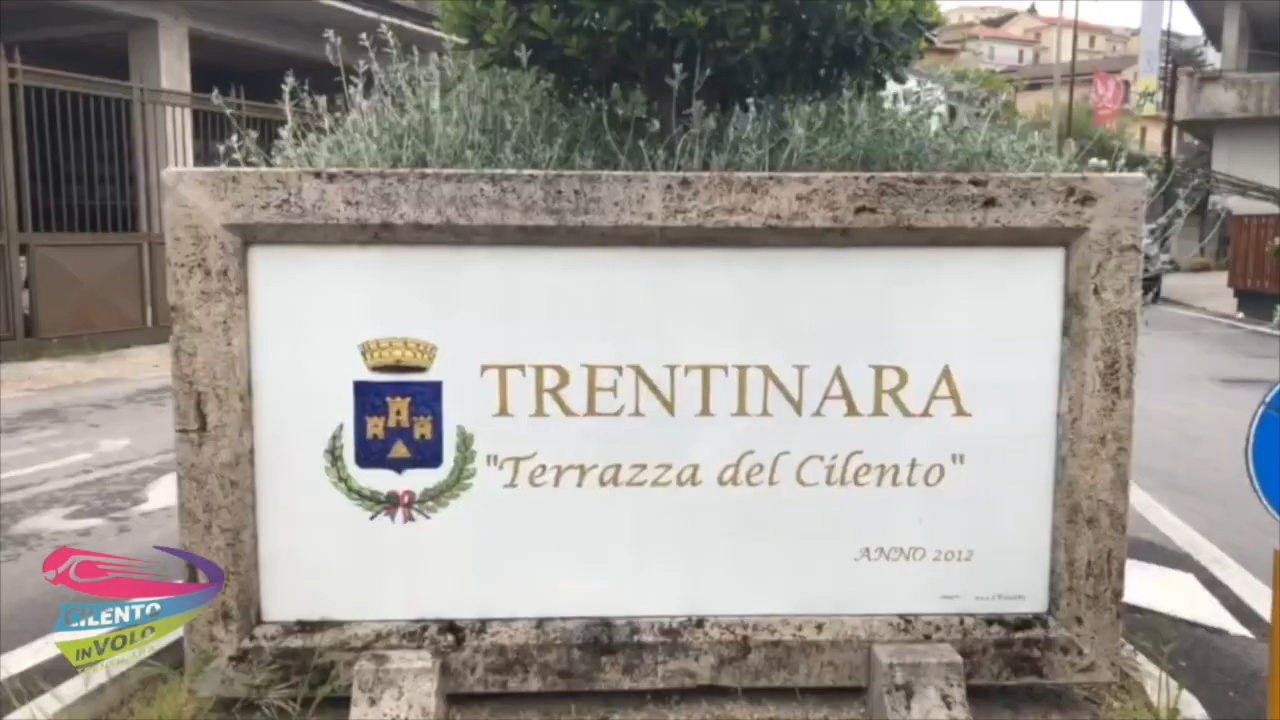 TRENTINARA
"Terrazza del Cilento"
ANNO 2012
CILENTO
IN VOLO